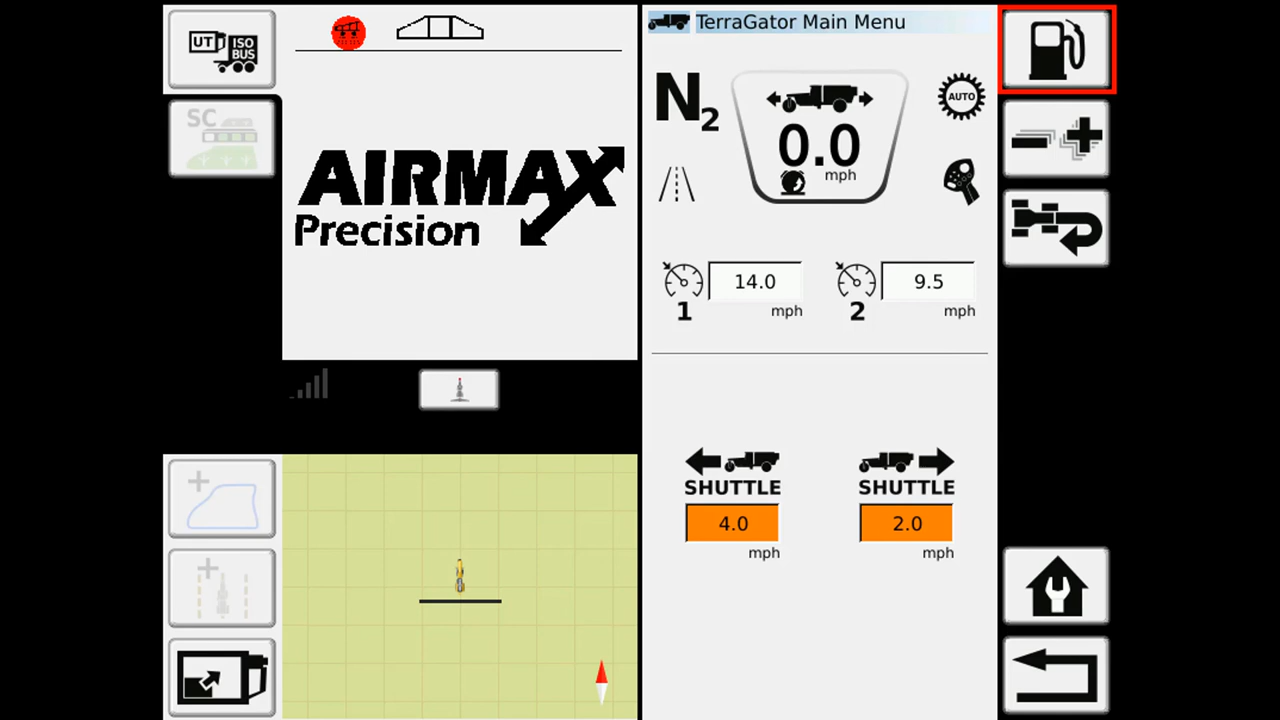 UT
ISO
BUS
SC
AIRMAX
Precision
TerraGator Main Menu
N2
AUTO
0.0
mph
1
14.0
mph
2
9.5
mph
SHUTTLE
4.0
mph
SHUTTLE
2.0
mph